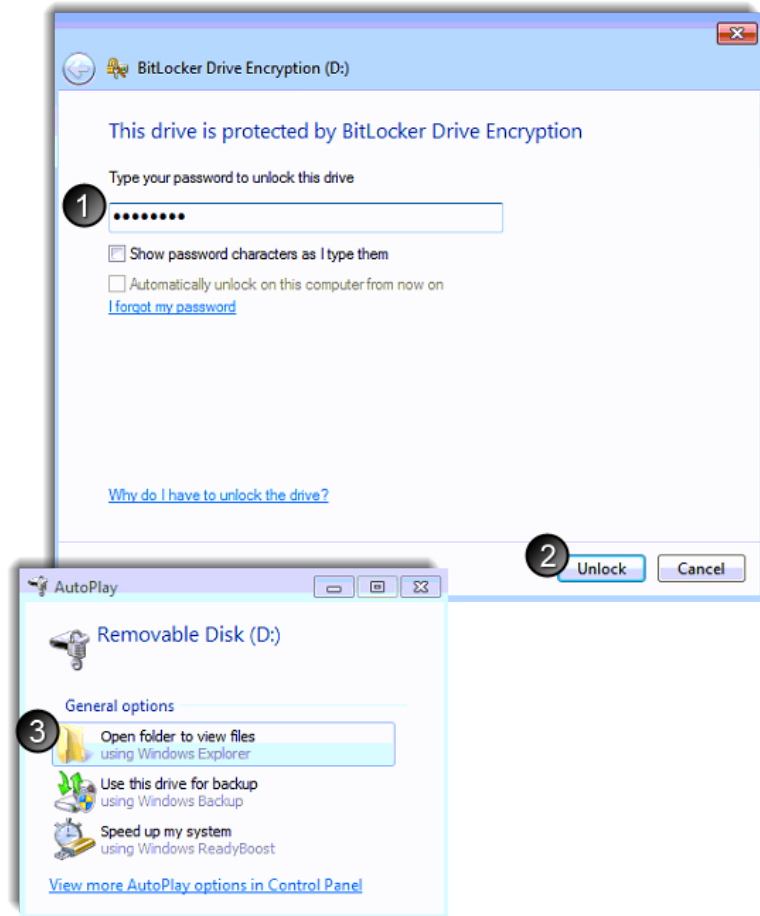 BitLocker Drive Encryption (D:)
This drive is protected by BitLocker Drive Encryption
Type your password to unlock this drive
1
••••••••
Show password characters as I type them
Automatically unlock on this computer from now on
I forgot my password
Why do I have to unlock the drive?
2
Unlock
Cancel
AutoPlay
Removable Disk (D:)
General options
3
Open folder to view files
using Windows Explorer
Use this drive for backup
using Windows Backup
Speed up my system
using Windows ReadyBoost
View more AutoPlay options in Control Panel